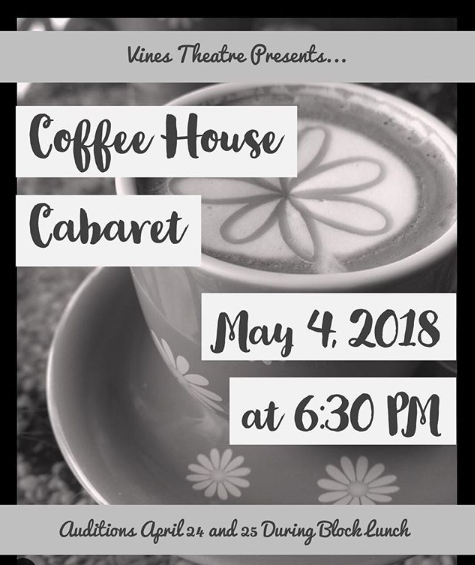 Vines Theatre Presents...
Coffee House
Cabaret
May 4, 2018
at 6:30 PM
Auditions April 24 and 25 During Block Lunch